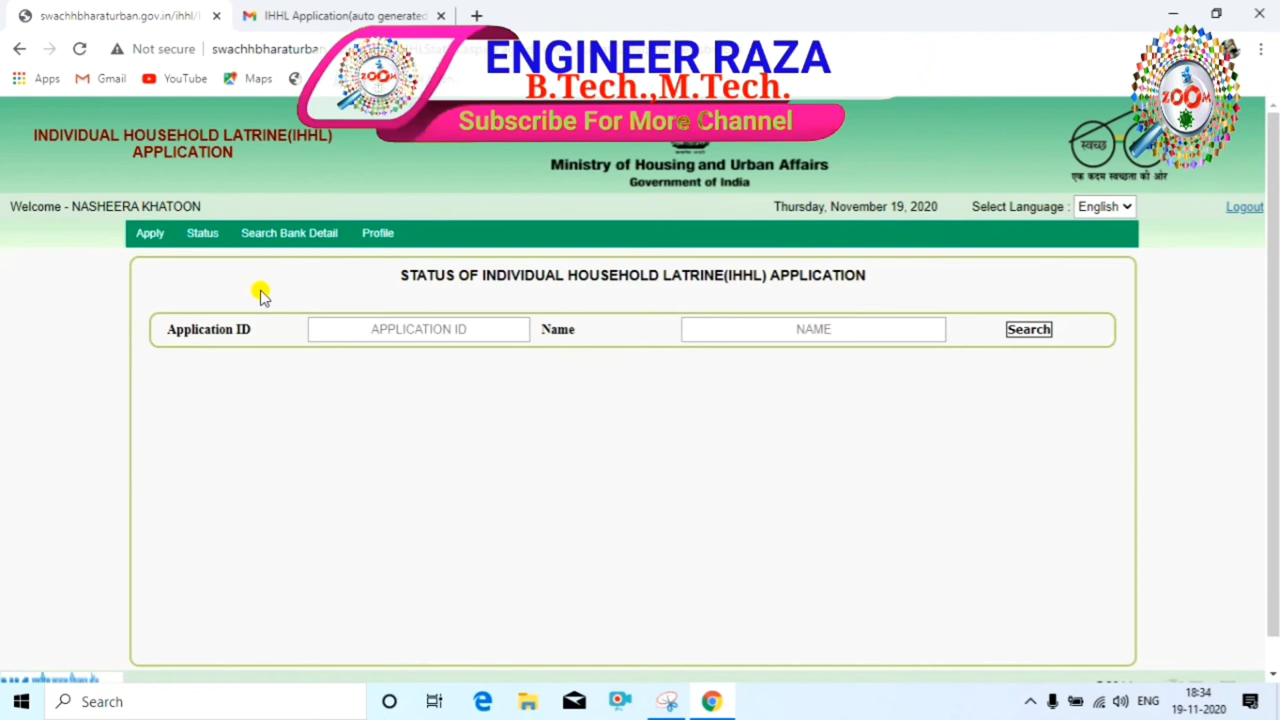 swachhbharaturban.gov.in/ihhl/
IHHL Application(auto generated
Not secure
swachhbharaturban
Apps
Gmail
YouTube
Maps
ZOOM
ENGINEER RAZA
B.Tech.,M.Tech.
Subscribe For More Channel
ZOOM
INDIVIDUAL HOUSEHOLD LATRINE(IHHL)
APPLICATION
Ministry of Housing and Urban Affairs
Government of India
स्वच्छ
एक कदम स्वच्छता की ओर
Welcome - NASHEERA KHATOON
Thursday, November 19, 2020
Select Language :
English
Logout
Apply
Status
Search Bank Detail
Profile
STATUS OF INDIVIDUAL HOUSEHOLD LATRINE(IHHL) APPLICATION
Application ID
APPLICATION ID
Name
NAME
Search
Search
ENG
18:34
19-11-2020